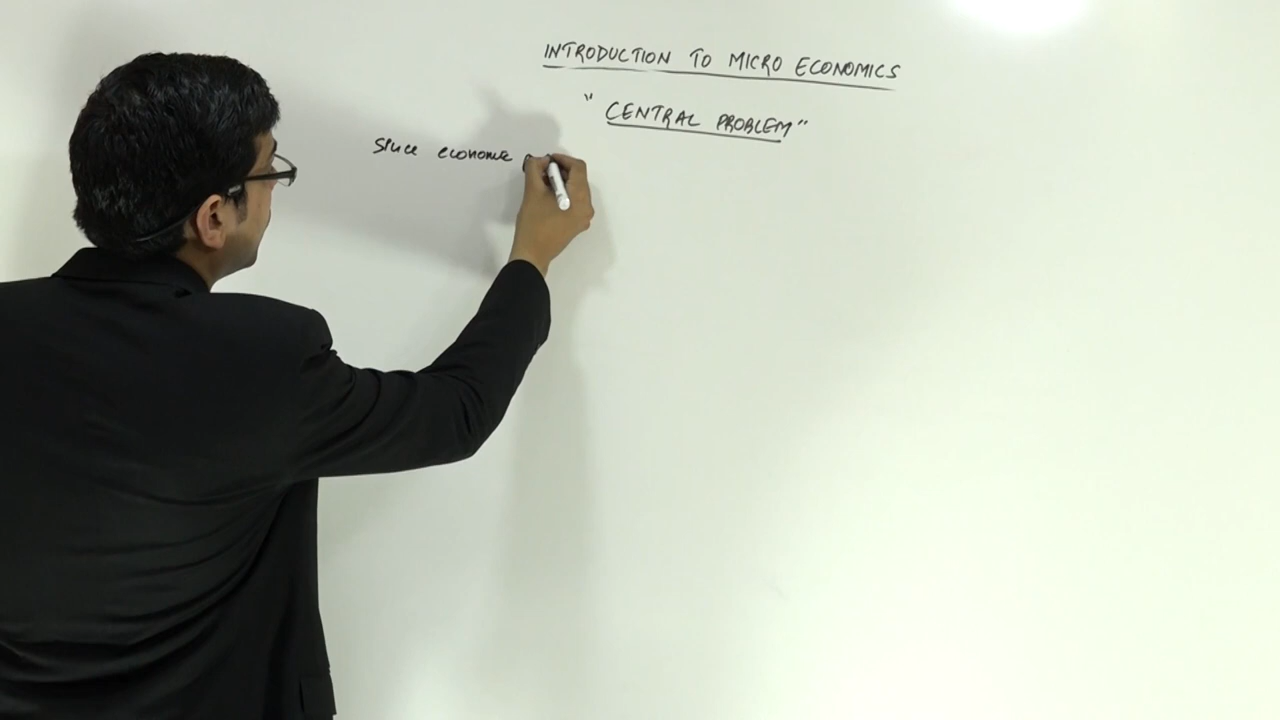 INTRODUCTION TO MICRO ECONOMICS
"CENTRAL PROBLEM"
Since economic